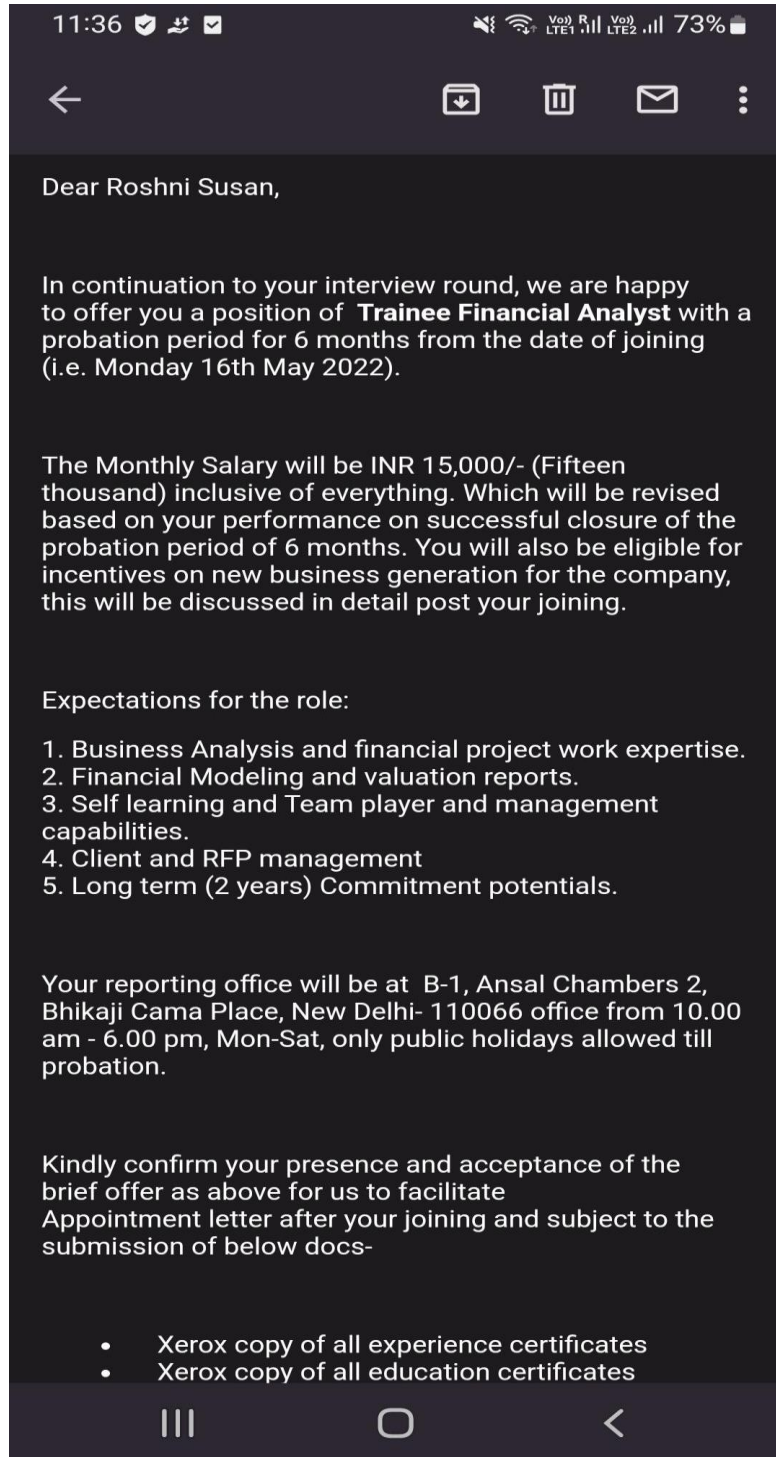 11:36 Vo)) R Vo))
LTE1 LTE2 73%
Dear Roshni Susan,
In continuation to your interview round, we are happy
to offer you a position of Trainee Financial Analyst with a
probation period for 6 months from the date of joining
(i.e. Monday 16th May 2022).
The Monthly Salary will be INR 15,000/- (Fifteen
thousand) inclusive of everything. Which will be revised
based on your performance on successful closure of the
probation period of 6 months. You will also be eligible for
incentives on new business generation for the company,
this will be discussed in detail post your joining.
Expectations for the role:
1. Business Analysis and financial project work expertise.
2. Financial Modeling and valuation reports.
3. Self learning and Team player and management
capabilities.
4. Client and RFP management
5. Long term (2 years) Commitment potentials.
Your reporting office will be at B-1, Ansal Chambers 2,
Bhikaji Cama Place, New Delhi- 110066 office from 10.00
am - 6.00 pm, Mon-Sat, only public holidays allowed till
probation.
Kindly confirm your presence and acceptance of the
brief offer as above for us to facilitate
Appointment letter after your joining and subject to the
submission of below docs-
• Xerox copy of all experience certificates
• Xerox copy of all education certificates